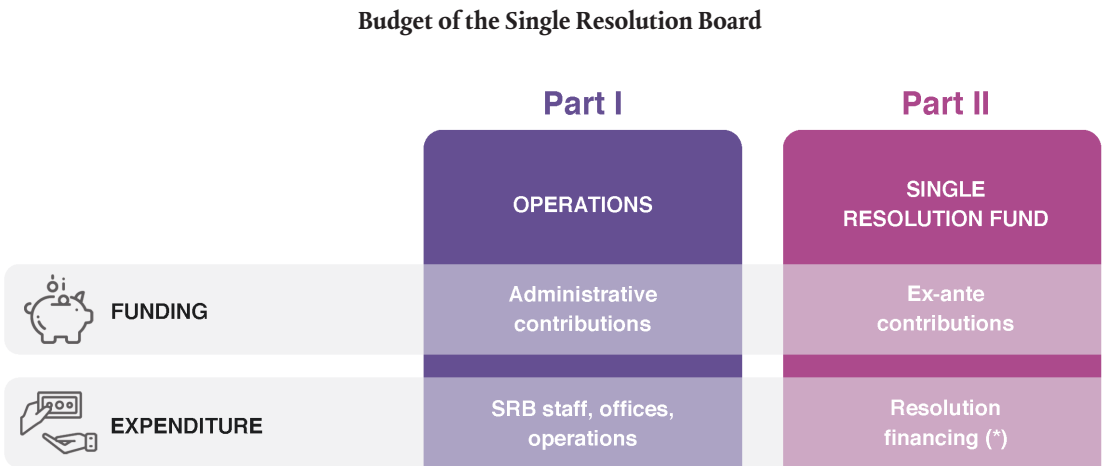 Budget of the Single Resolution Board
Part I
Part II
OPERATIONS
SINGLE
RESOLUTION FUND
FUNDING
Administrative
contributions
Ex-ante
contributions
EXPENDITURE
SRB staff, offices,
operations
Resolution
financing (*)